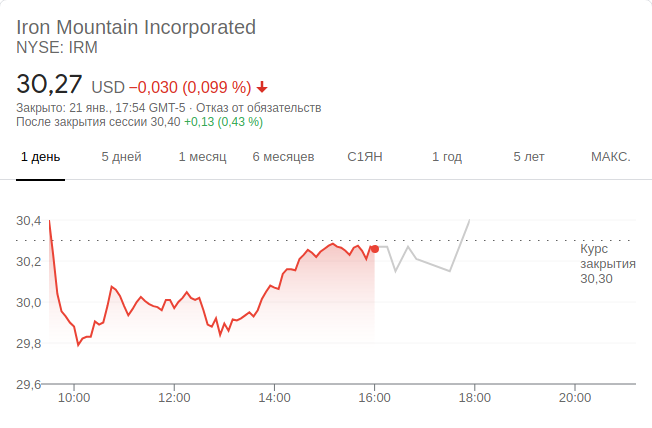 Iron Mountain Incorporated
NYSE: IRM
30,27 USD −0,030 (0,099 %)
Закрыто: 21 янв., 17:54 GMT-5 · Отказ от обязательств
После закрытия сессии 30,40 +0,13 (0,43 %)
1 день 5 дней 1 месяц 6 месяцев С1ЯН 1 год 5 лет МАКС.
30,4
Курс
закрытия
30,30
30,2
30,0
29,8
29,6
10:00 12:00 14:00 16:00 18:00 20:00